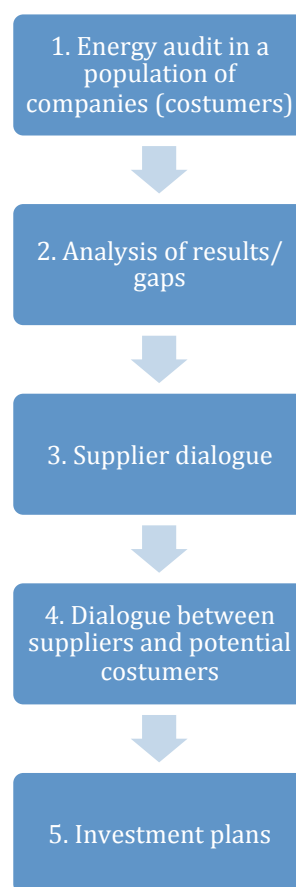 1. Energy audit in a
population of
companies (costumers)
2. Analysis of results/
gaps
3. Supplier dialogue
4. Dialogue between
suppliers and potential
costumers
5. Investment plans